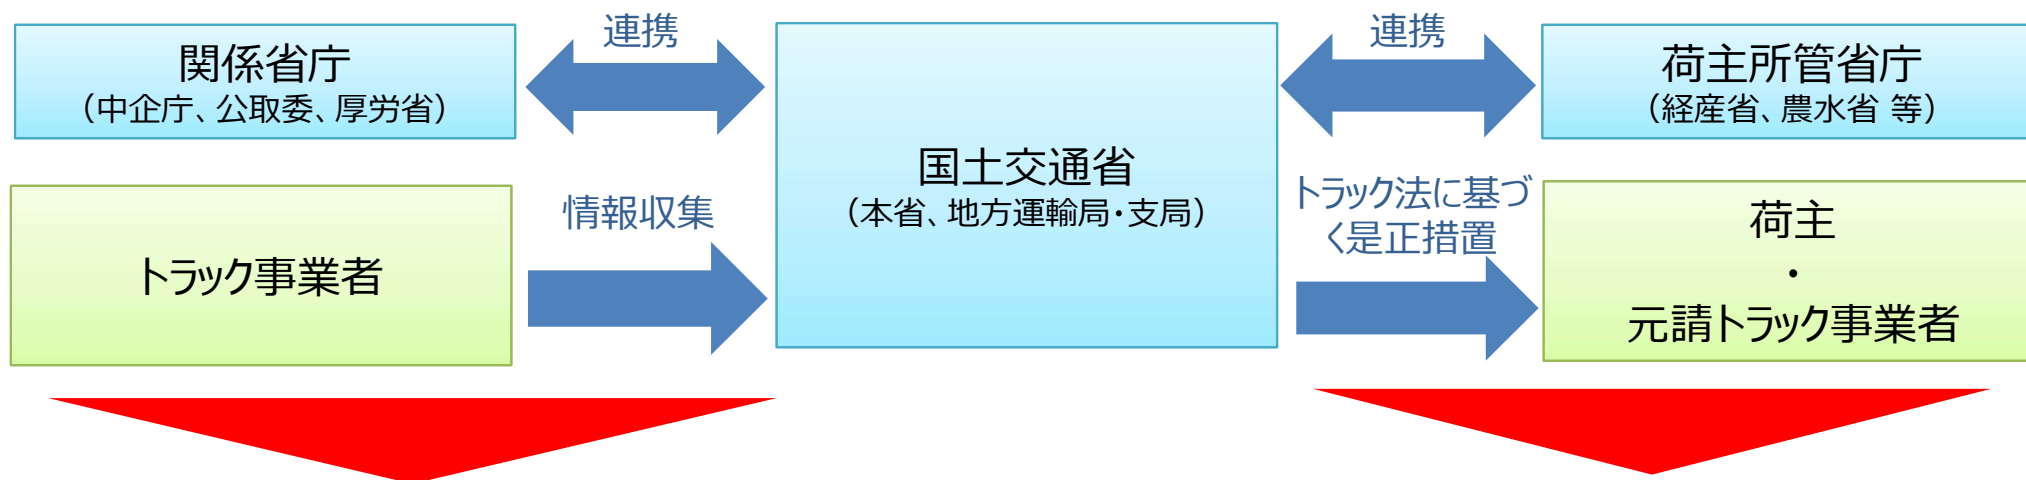 連携
関係省庁
（中企庁、公取委、厚労省）
国土交通省
（本省、地方運輸局・支局）
連携
荷主所管省庁
（経産省、農水省 等）
トラック事業者
情報収集
トラック法に基づ
く是正措置
荷主
・
元請トラック事業者